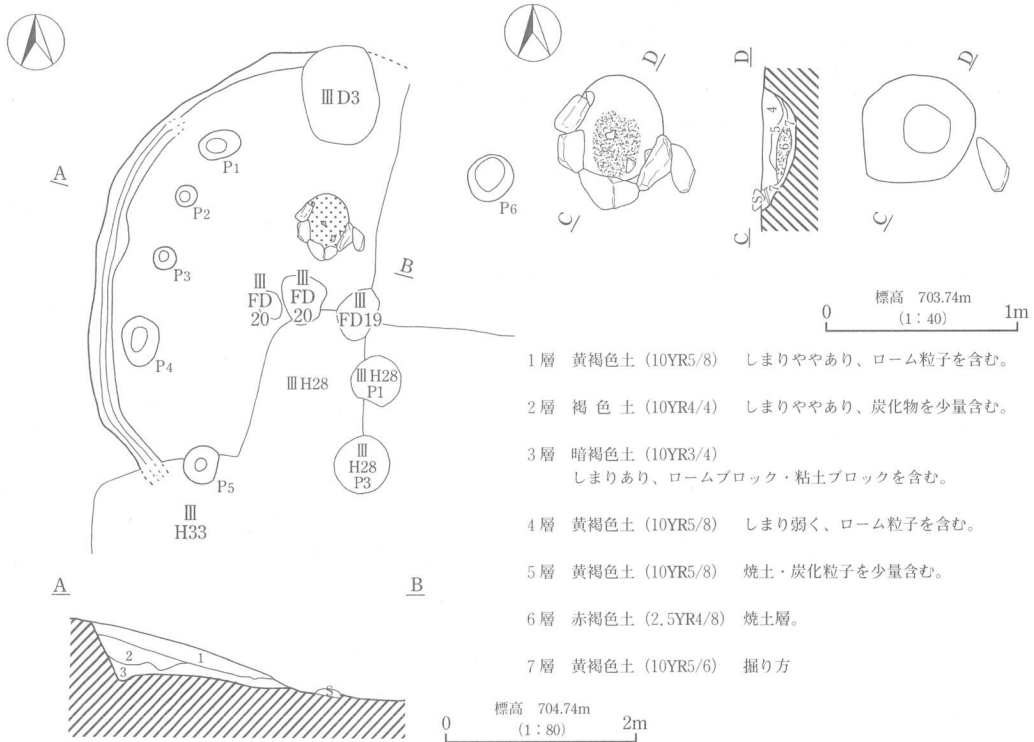 Ⅲ D3
A
P1
P2
P3
P4
P5
P6
B
Ⅲ
FD
20
Ⅲ
FD
20
Ⅲ
FD19
Ⅲ H28
Ⅲ H28
P1
Ⅲ
H28
P3
Ⅲ
H33
D
C
D
C
4
5
6
7
7
S
D
C
標高 703.74m
(1:40)
0
1m
1層 黄褐色土(10YR5/8) しまりややあり、ローム粒子を含む。
2層 褐色土(10YR4/4) しまりややあり、炭化物を少量含む。
3層 暗褐色土(10YR3/4)
しまりあり、ロームブロック・粘土ブロックを含む。
4層 黄褐色土(10YR5/8) しまり弱く、ローム粒子を含む。
5層 黄褐色土(10YR5/8) 焼土・炭化粒子を少量含む。
6層 赤褐色土(2.5YR4/8) 焼土層。
7層 黄褐色土(10YR5/6) 掘り方
A
B
1
2
3
S
標高 704.74m
(1:80)
0
2m